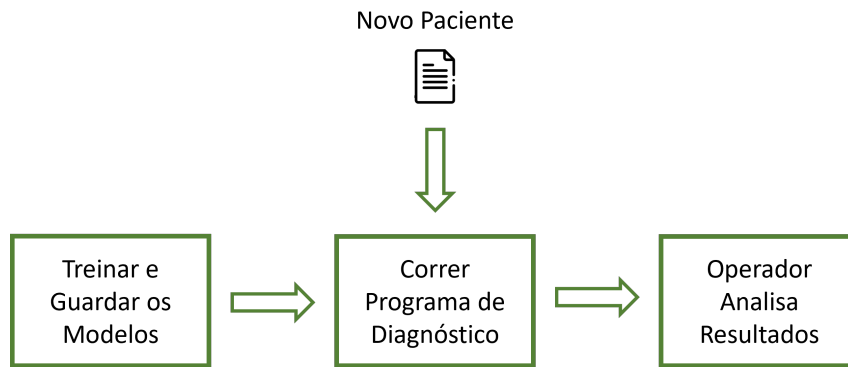 Novo Paciente
Treinar e
Guardar os
Modelos
Correr
Programa de
Diagnóstico
Operador
Analisa
Resultados